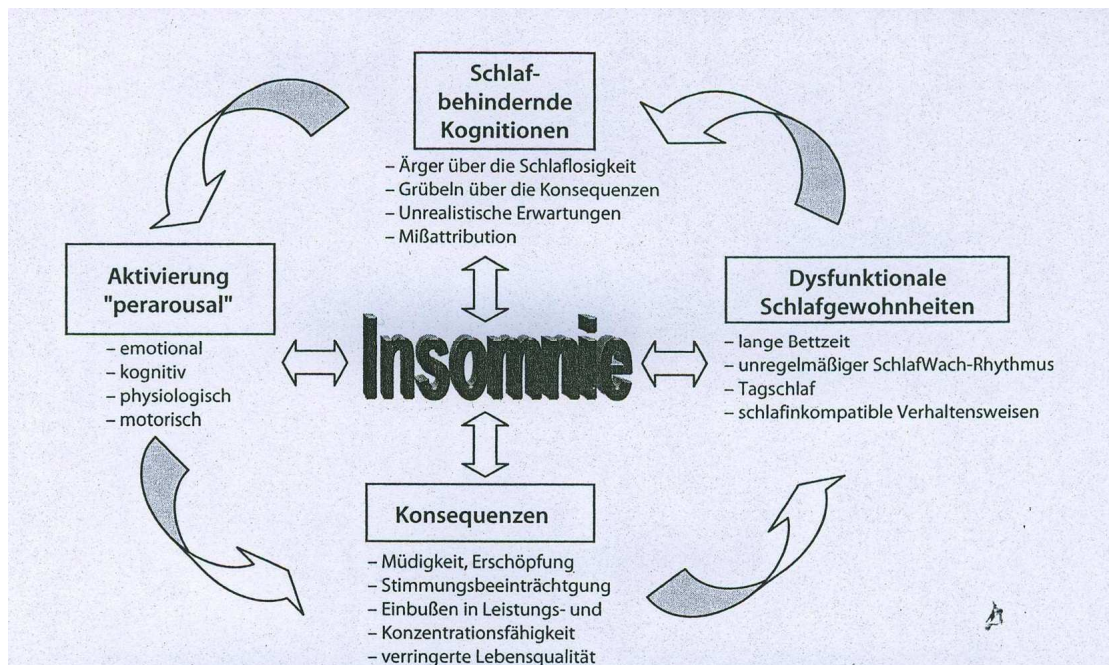 Schlaf-
behindernde
Kognitionen
– Ärger über die Schlaflosigkeit
– Grübeln über die Konsequenzen
– Unrealistische Erwartungen
– Mißattribution
Aktivierung
"perarousal"
– emotional
– kognitiv
– physiologisch
– motorisch
Insomnie
Dysfunktionale
Schlafgewohnheiten
– lange Bettzeit
– unregelmäßiger SchlafWach-Rhythmus
– Tagschlaf
– schlafinkompatible Verhaltensweisen
Konsequenzen
– Müdigkeit, Erschöpfung
– Stimmungsbeeinträchtgung
– Einbußen in Leistungs- und
– Konzentrationsfähigkeit
– verringerte Lebensqualität